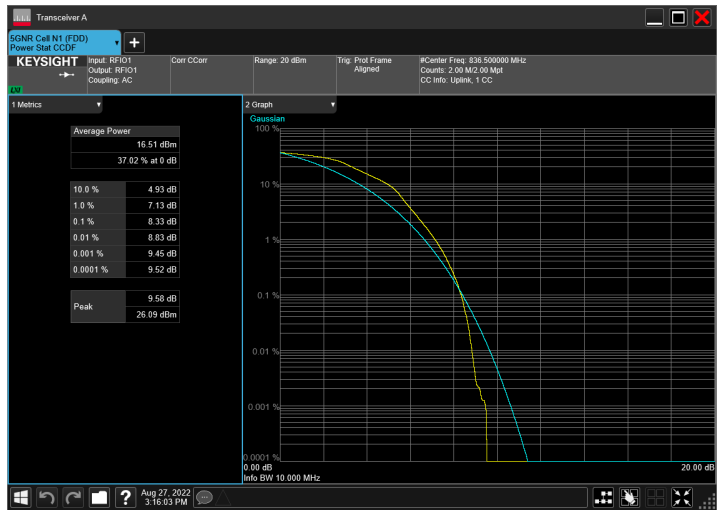 Transceiver A
5GNR Cell N1 (FDD)
Power Stat CCDF
KEYSIGHT
Input: RFIO1
Output: RFIO1
Coupling: AC
Corr CCorr
Range: 20 dBm
Trig: Prot Frame
Aligned
#Center Freq: 836.500000 MHz
Counts: 2.00 M/2.00 Mpt
CC Info: Uplink, 1 CC
LXI
1 Metrics
Average Power
16.51 dBm
37.02 % at 0 dB
10.0 % 4.93 dB
1.0 % 7.13 dB
0.1 % 8.33 dB
0.01 % 8.83 dB
0.001 % 9.45 dB
0.0001 % 9.52 dB
Peak
9.58 dB
26.09 dBm
2 Graph
Gaussian
100 %
10 %
1 %
0.1 %
0.01 %
0.001 %
0.0001 %
0.00 dB
20.00 dB
Info BW 10.000 MHz
?
Aug 27, 2022
3:16:03 PM